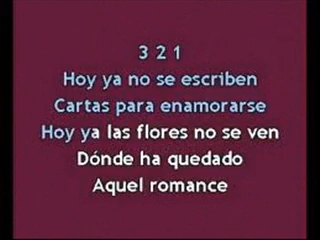 3 2 1
Hoy ya no se escriben
Cartas para enamorarse
Hoy ya las flores no se ven
Dónde ha quedado
Aquel romance